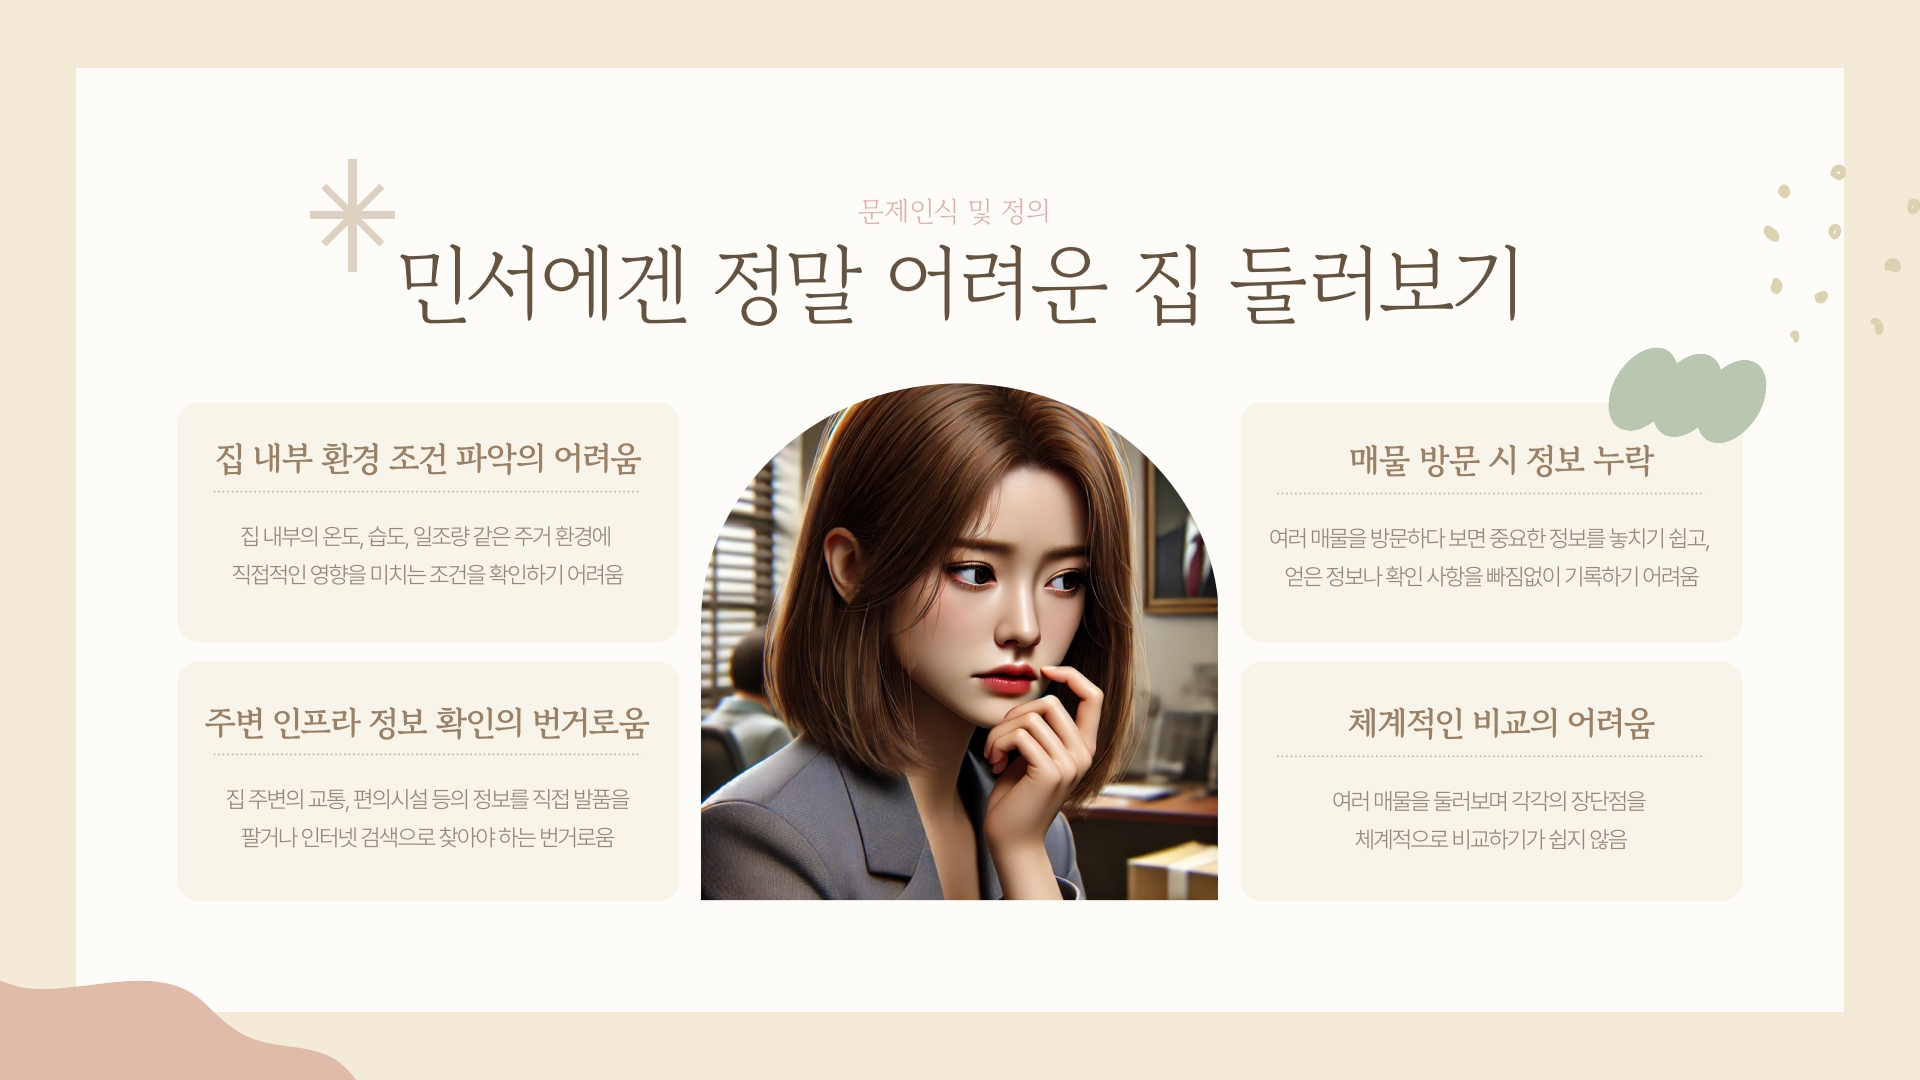 문제인식 및 정의
민서에겐 정말 어려운 집 둘러보기
집 내부 환경 조건 파악의 어려움
집 내부의 온도, 습도, 일조량 같은 주거 환경에
직접적인 영향을 미치는 조건을 확인하기 어려움
주변 인프라 정보 확인의 번거로움
집 주변의 교통, 편의시설 등의 정보를 직접 발품을
팔거나 인터넷 검색으로 찾아야 하는 번거로움
매물 방문 시 정보 누락
여러 매물을 방문하다 보면 중요한 정보를 놓치기 쉽고,
얻은 정보나 확인 사항을 빠짐없이 기록하기 어려움
체계적인 비교의 어려움
여러 매물을 둘러보며 각각의 장단점을
체계적으로 비교하기가 쉽지 않음